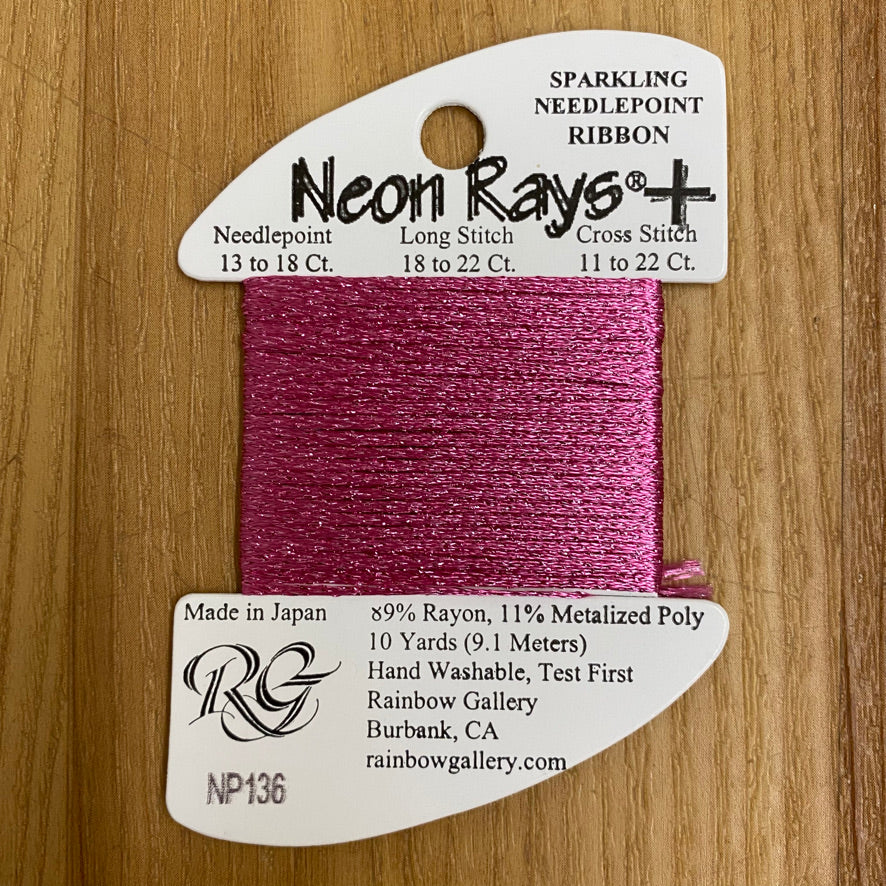 SPARKLING
NEEDLEPOINT
RIBBON
Neon Rays®+
Needlepoint Long Stitch Cross Stitch
13 to 18 Ct. 18 to 22 Ct. 11 to 22 Ct.
Made in Japan 89% Rayon, 11% Metalized Poly
10 Yards (9.1 Meters)
Hand Washable, Test First
RG Rainbow Gallery
Burbank, CA
rainbowgallery.com
NP136